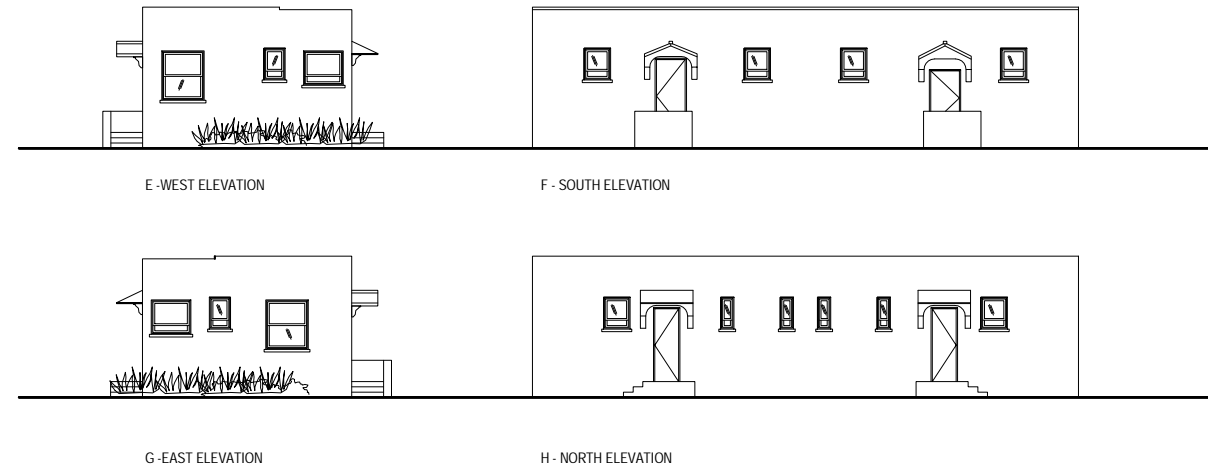 E -WEST ELEVATION
F - SOUTH ELEVATION
G -EAST ELEVATION
H - NORTH ELEVATION